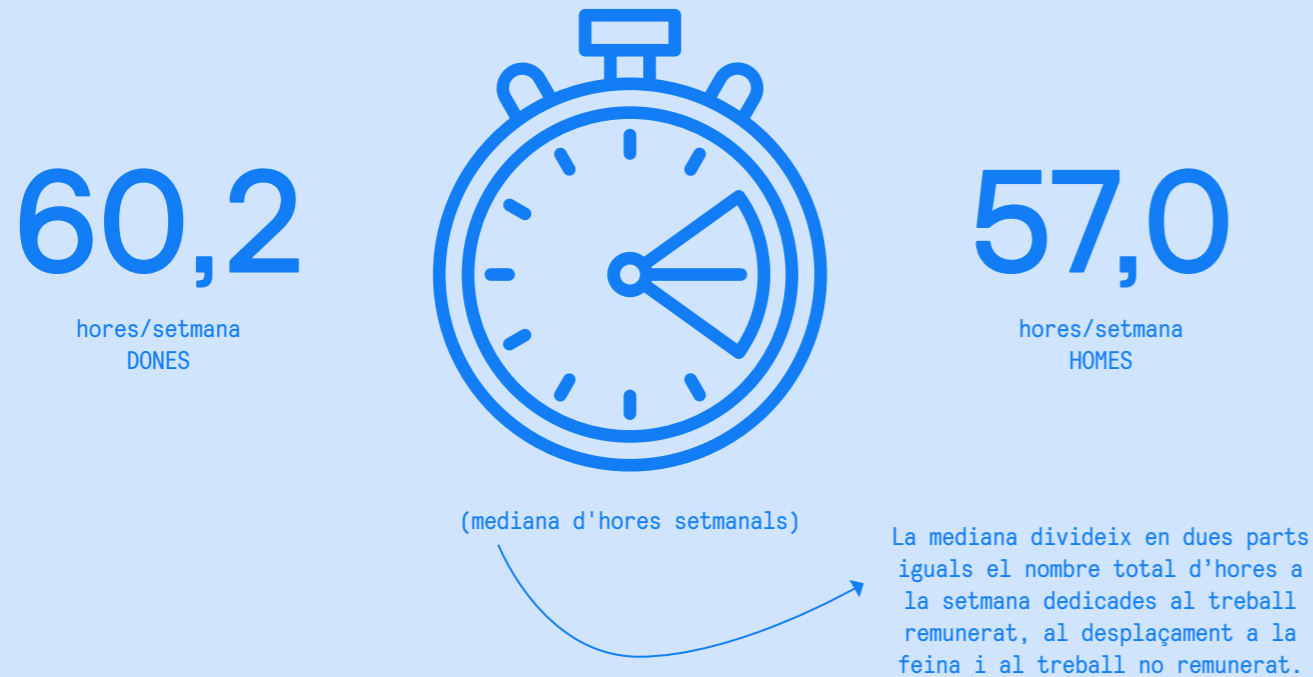 60,2
hores/setmana
DONES
57,0
hores/setmana
HOMES
(mediana d'hores setmanals)
La mediana divideix en dues parts
iguals el nombre total d’hores a
la setmana dedicades al treball
remunerat, al desplaçament a la
feina i al treball no remunerat.